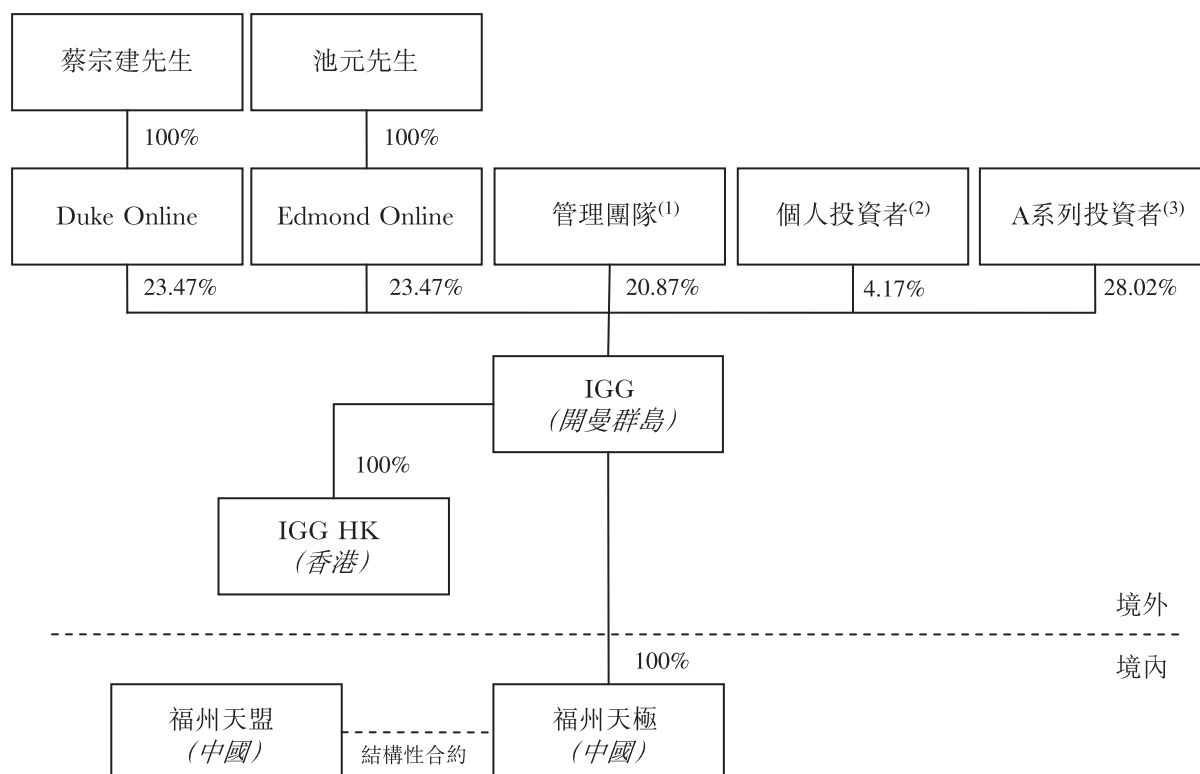 蔡宗建先生
池元先生
100%
100%
Duke Online
Edmond Online
管理團隊(1)
個人投資者(2)
A系列投資者(3)
23.47%
23.47%
20.87%
4.17%
28.02%
IGG
(開曼群島)
100%
IGG HK
(香港)
境外
100%
境內
福州天盟
(中國)
結構性合約
福州天極
(中國)